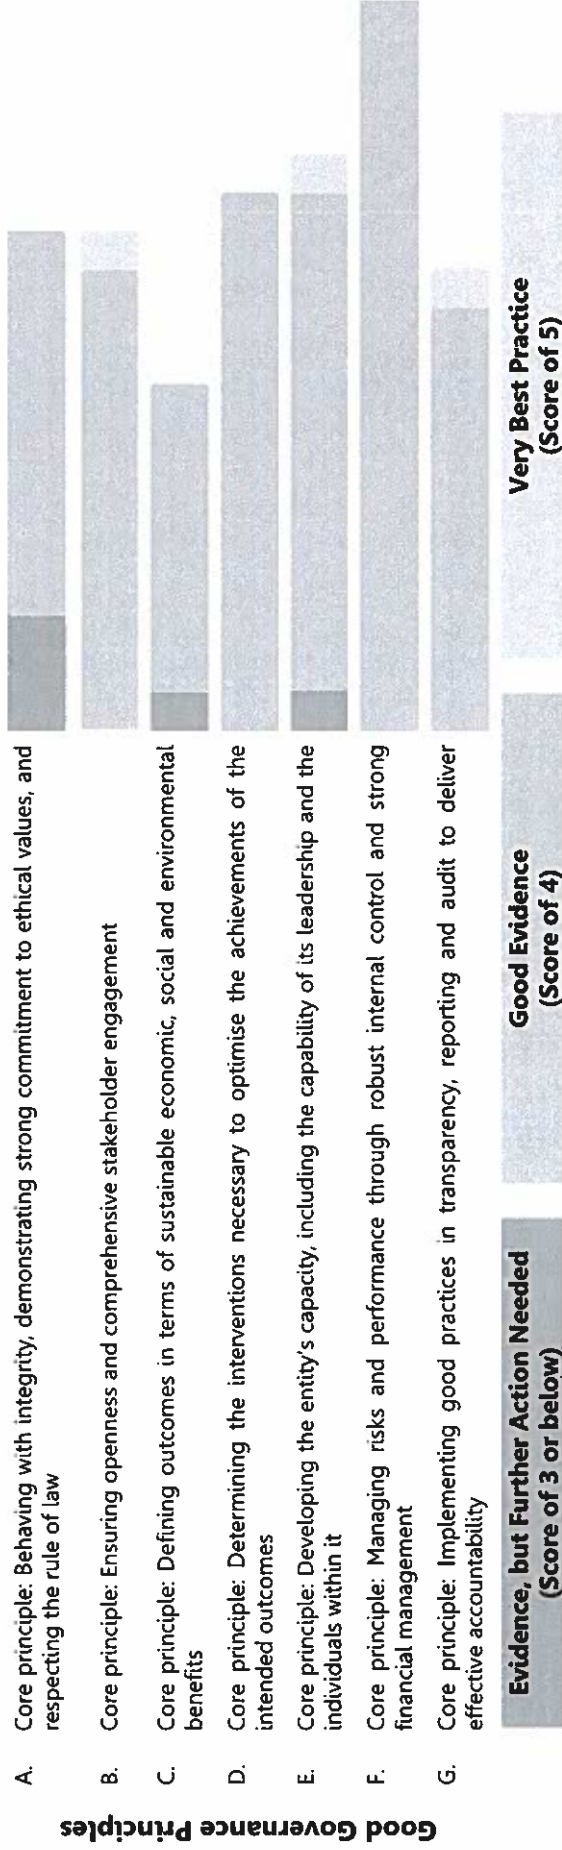 Good Governance Principles
A. Core principle: Behaving with integrity, demonstrating strong commitment to ethical values, and
respecting the rule of law
B. Core principle: Ensuring openness and comprehensive stakeholder engagement
C. Core principle: Defining outcomes in terms of sustainable economic, social and environmental
benefits
D. Core principle: Determining the interventions necessary to optimise the achievements of the
intended outcomes
E. Core principle: Developing the entity's capacity, including the capability of its leadership and the
individuals within it
F. Core principle: Managing risks and performance through robust internal control and strong
financial management
G. Core principle: Implementing good practices in transparency, reporting and audit to deliver
effective accountability
Evidence, but Further Action Needed
(Score of 3 or below)
Good Evidence
(Score of 4)
Very Best Practice
(Score of 5)